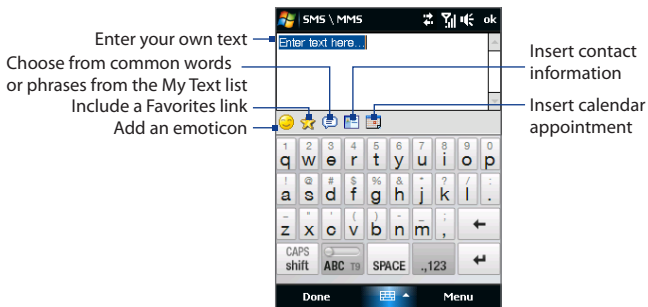 SMS \ MMS ok
Enter your own text
Enter text here...
Choose from common words
or phrases from the My Text list
Include a Favorites link
Add an emoticon
Insert contact
information
Insert calendar
appointment
1 2 3 4 5 6 7 8 9 0
q w e r t y u i o p
! @ # $ % & * ? / :
a s d f g h j k l .
~ " ' ( ) - _ ;
z x c v b n m ,
CAPS
shift ABC T9 SPACE .,123
Done Menu